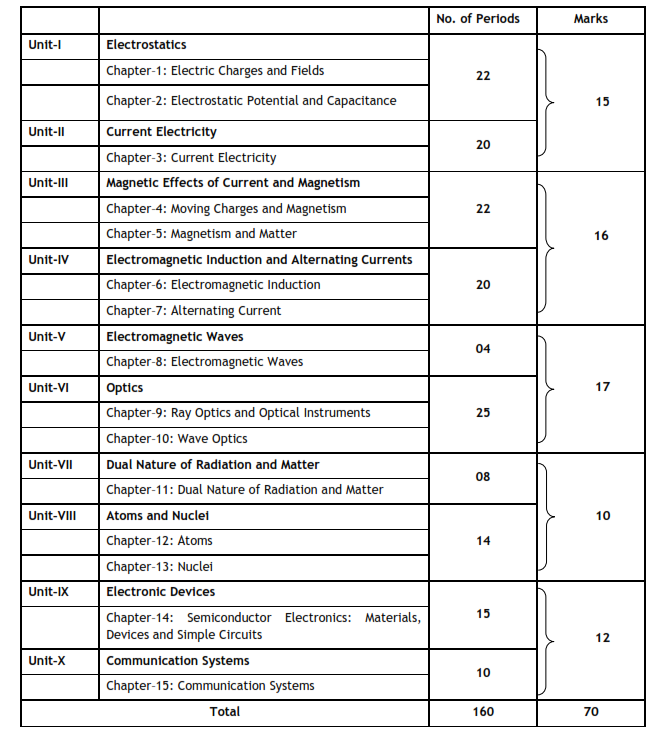 No. of Periods Marks
Unit-I Electrostatics
Chapter-1: Electric Charges and Fields
22
Chapter-2: Electrostatic Potential and Capacitance
15
Unit-II Current Electricity
20
Chapter-3: Current Electricity
Unit-III Magnetic Effects of Current and Magnetism
Chapter-4: Moving Charges and Magnetism
22
Chapter-5: Magnetism and Matter
16
Unit-IV Electromagnetic Induction and Alternating Currents
Chapter-6: Electromagnetic Induction
20
Chapter-7: Alternating Current
Unit-V Electromagnetic Waves
04
Chapter-8: Electromagnetic Waves
Unit-VI Optics
17
Chapter-9: Ray Optics and Optical Instruments
25
Chapter-10: Wave Optics
Unit-VII Dual Nature of Radiation and Matter
08
Chapter-11: Dual Nature of Radiation and Matter
Unit-VIII Atoms and Nuclei
10
Chapter-12: Atoms
14
Chapter-13: Nuclei
Unit-IX Electronic Devices
15
Chapter-14: Semiconductor Electronics: Materials,
Devices and Simple Circuits
12
Unit-X Communication Systems
10
Chapter-15: Communication Systems
Total 160 70